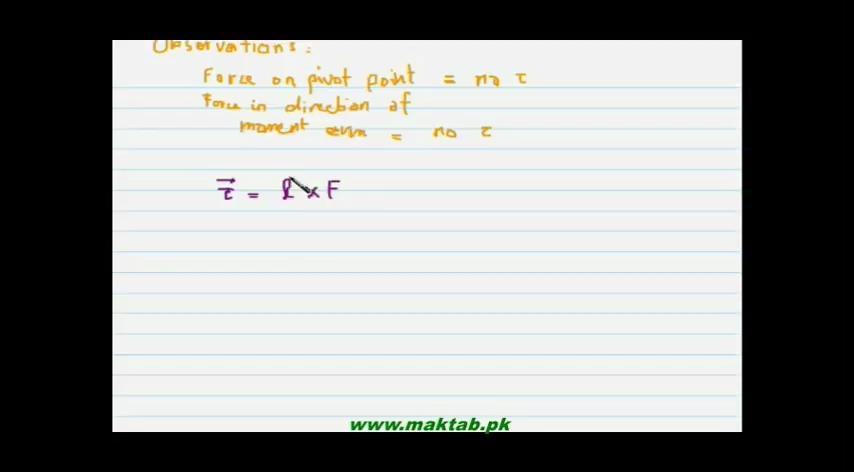 Observations:
Force on pivot point = no τ
Force in direction of
moment arm = no τ
τ⃗ = l × F
www.maktab.pk